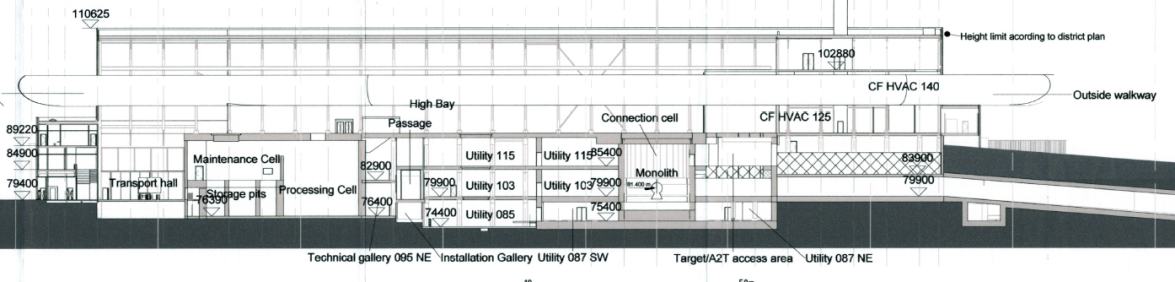 110625
Height limit acording to district plan
102880
CF HVAC 140
Outside walkway
High Bay
Passage
Connection cell
CF HVAC 125
89220
84900
79400
Maintenance Cell
Transport hall
Storage pits
Processing Cell
76390
82900
76400
79900
74400
Utility 115
Utility 103
Utility 085
Utility 115
Utility 103
85400
79900
75400
Monolith
83900
79900
Technical gallery 095 NE
Installation Gallery
Utility 087 SW
Target/A2T access area
Utility 087 NE